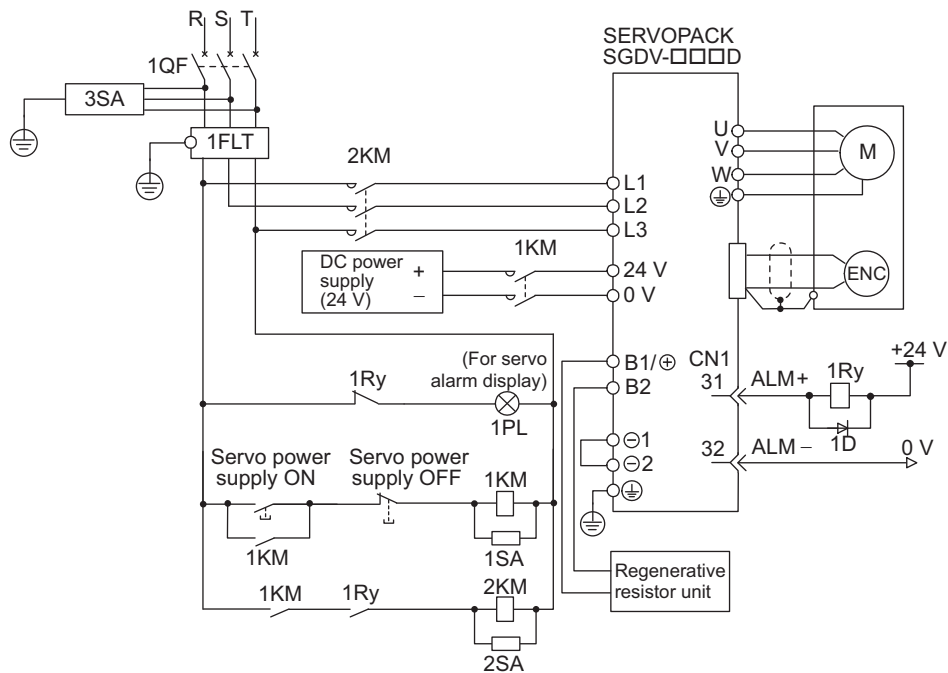 R S T
SERVOPACK
SGDV-□□□D
1QF
3SA
1FLT
2KM
U
V
W
M
L1
L2
L3
1KM
DC power
supply
(24 V)
+
−
24 V
0 V
ENC
(For servo
alarm display)
1Ry
1PL
B1/⊕
B2
CN1
31
ALM+
1Ry
+24 V
1D
32
ALM−
0 V
⊖1
⊖2
Servo power
supply ON
Servo power
supply OFF
1KM
1KM
1SA
Regenerative
resistor unit
1KM
1Ry
2KM
2SA